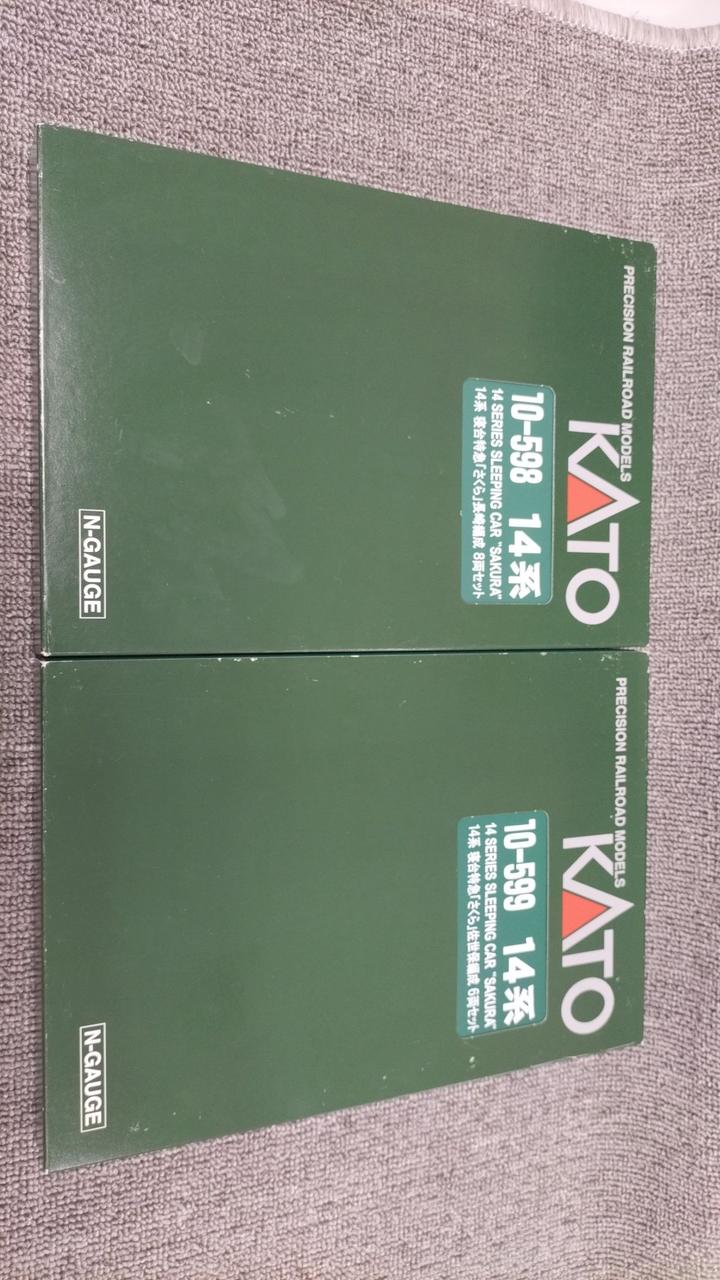 PRECISION RAILROAD MODELS
KATO
10-598 14系
14 SERIES SLEEPING CAR "SAKURA"
14系 寝台特急「さくら」長崎編成 8両セット
N-GAUGE
PRECISION RAILROAD MODELS
KATO
10-599 14系
14 SERIES SLEEPING CAR "SAKURA"
14系 寝台特急「さくら」佐世保編成 6両セット
N-GAUGE